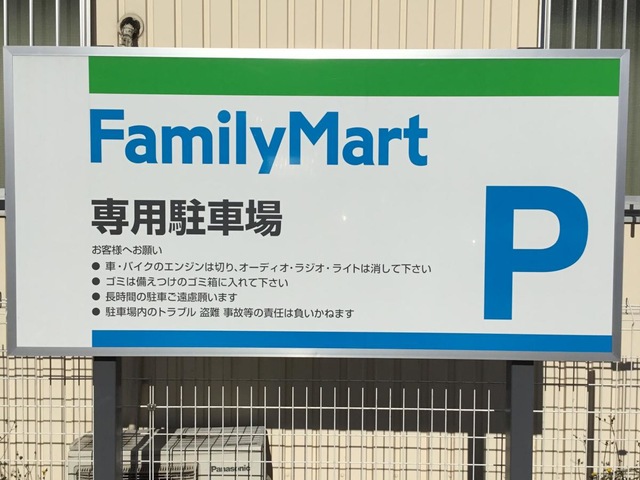 FamilyMart
専用駐車場
お客様へお願い
● 車・バイクのエンジンは切り、オーディオ・ラジオ・ライトは消して下さい
● ゴミは備えつけのゴミ箱に入れて下さい
● 長時間の駐車ご遠慮願います
● 駐車場内のトラブル 盗難 事故等の責任は負いかねます
P
Panasonic